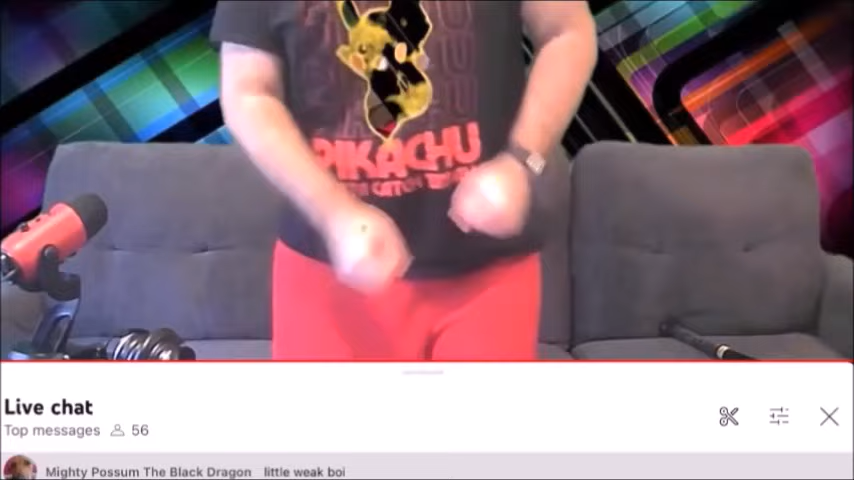 PIKACHU
Live chat
Top messages 56
Mighty Possum The Black Dragon little weak boi